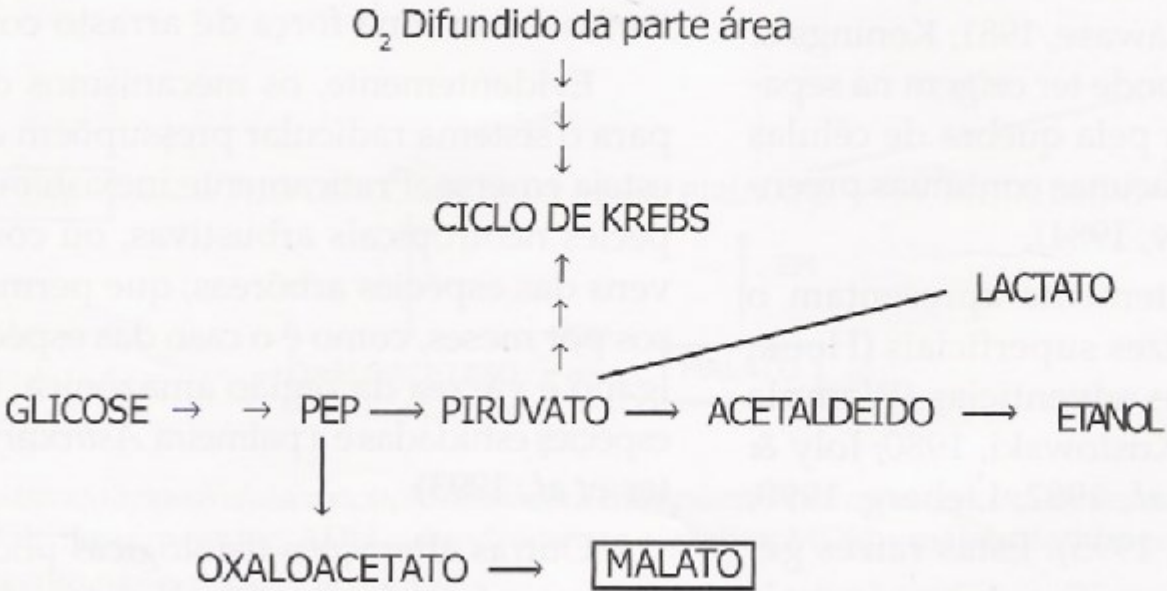 O₂ Difundido da parte área
CICLO DE KREBS
LACTATO
GLICOSE → → PEP → PIRUVATO → ACETALDEIDO → ETANOL
OXALOACETATO → MALATO